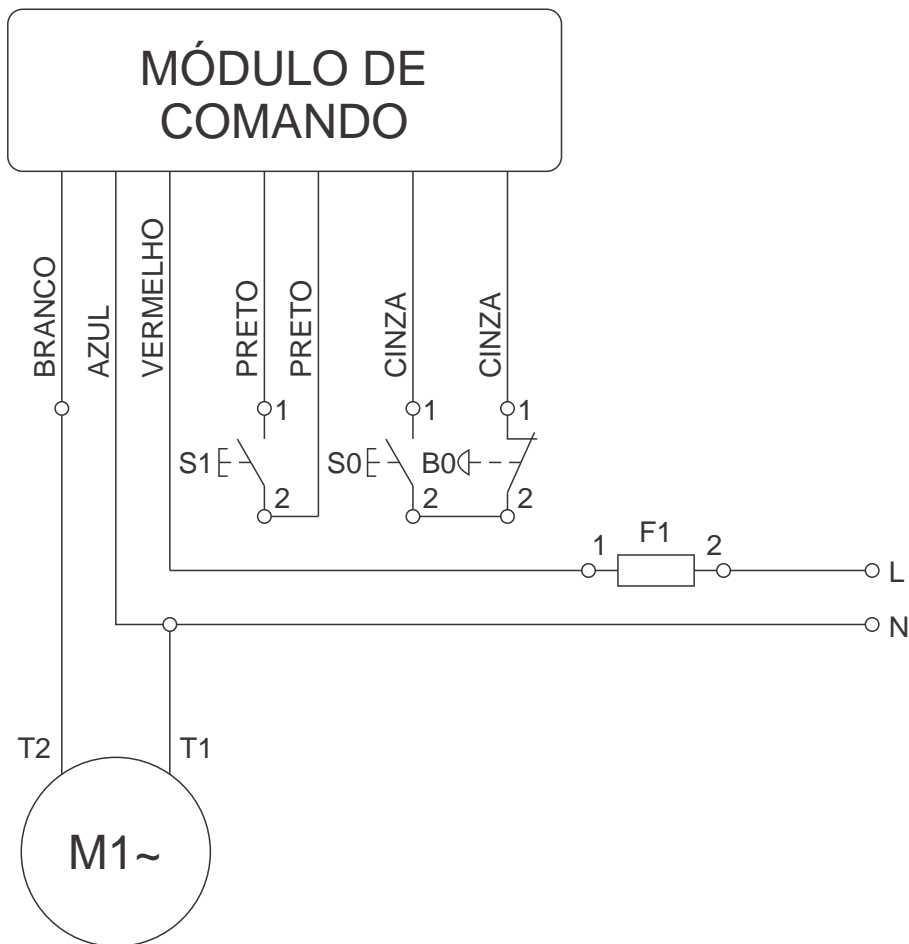 MÓDULO DE
COMANDO
BRANCO
AZUL
VERMELHO
PRETO
PRETO
CINZA
CINZA
1
1
1
S1
S0
B0
2
2
2
1
F1
2
L
N
T2
T1
M1~